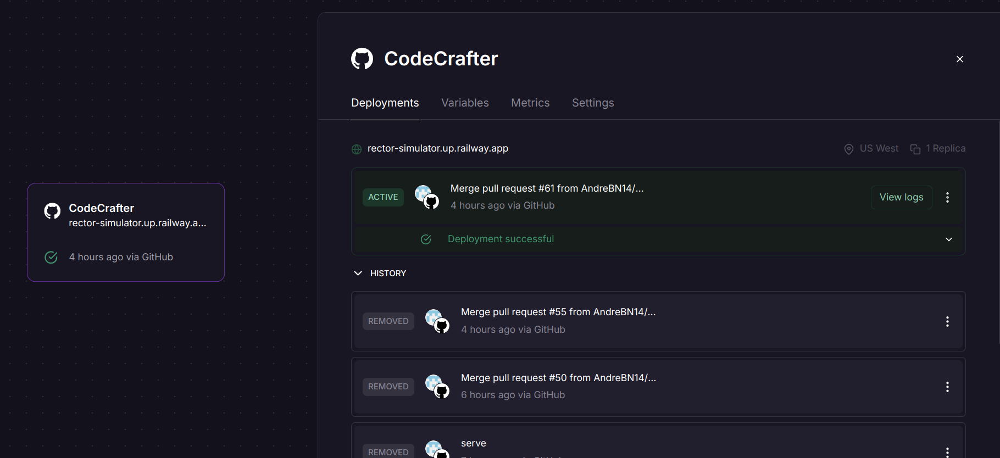 CodeCrafter
rector-simulator.up.railway.a...
4 hours ago via GitHub
CodeCrafter
Deployments Variables Metrics Settings
rector-simulator.up.railway.app US West 1 Replica
ACTIVE Merge pull request #61 from AndreBN14/... View logs
4 hours ago via GitHub
Deployment successful
HISTORY
REMOVED Merge pull request #55 from AndreBN14/...
4 hours ago via GitHub
REMOVED Merge pull request #50 from AndreBN14/...
6 hours ago via GitHub
REMOVED serve